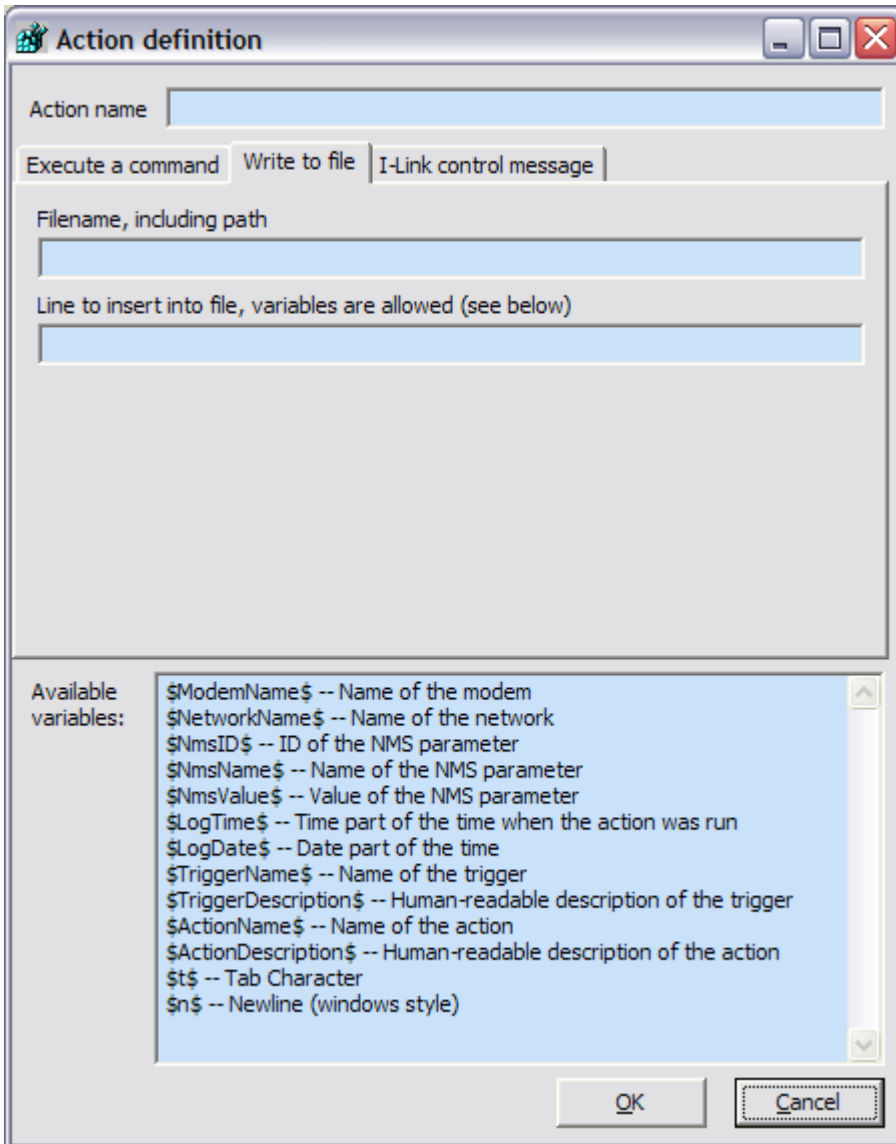 Action definition
Action name
Execute a command Write to file I-Link control message
Filename, including path
Line to insert into file, variables are allowed (see below)
Available variables:
$ModemName$ -- Name of the modem
$NetworkName$ -- Name of the network
$NmsID$ -- ID of the NMS parameter
$NmsName$ -- Name of the NMS parameter
$NmsValue$ -- Value of the NMS parameter
$LogTime$ -- Time part of the time when the action was run
$LogDate$ -- Date part of the time
$TriggerName$ -- Name of the trigger
$TriggerDescription$ -- Human-readable description of the trigger
$ActionName$ -- Name of the action
$ActionDescription$ -- Human-readable description of the action
$t$ -- Tab Character
$n$ -- Newline (windows style)
OK Cancel